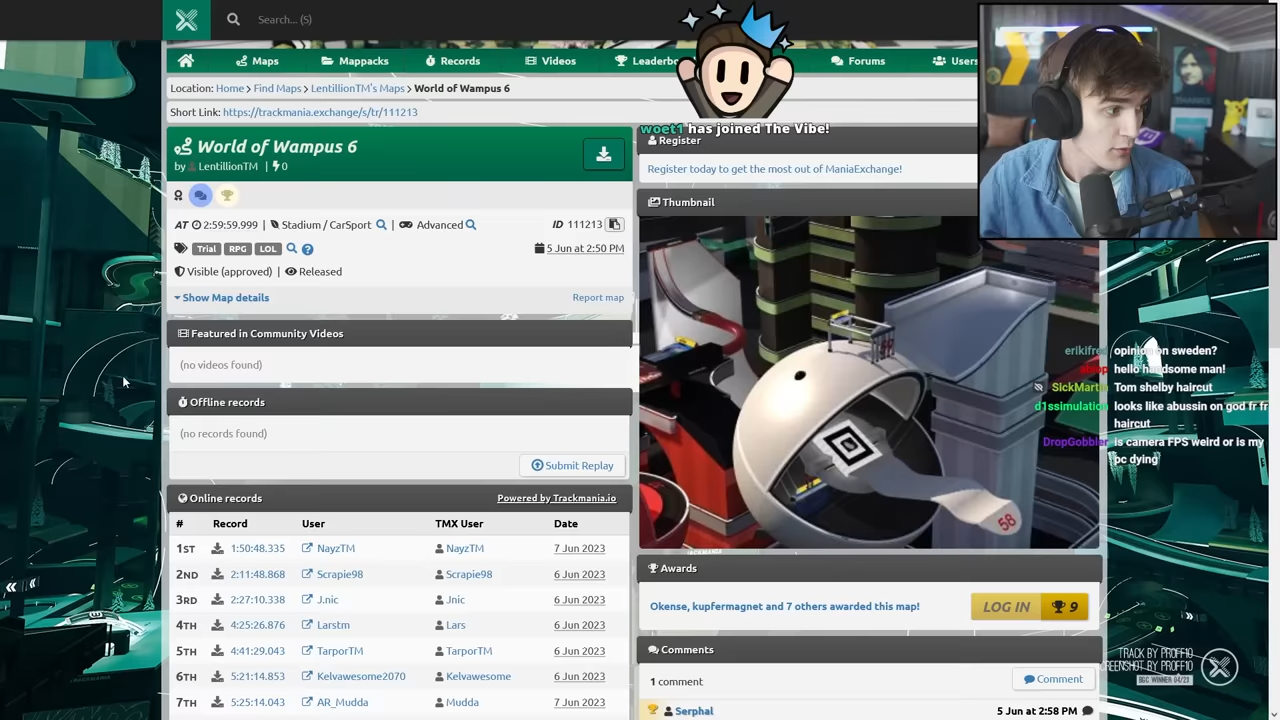 Search... (5)
Maps
Mappacks
Records
Videos
Forums
Location: Home > Find Maps > LentillionTM's Maps > World of Wampus 6
Short Link: https://trackmania.exchange/s/tr/111213
woet1 has joined The Vibe!
World of Wampus 6
by LentillionTM | 0
AT 2:59:59.999 | Stadium / CarSport | Advanced
ID 111213
Trial RPG LOL
5 Jun at 2:50 PM
Visible (approved) | Released
Show Map details
Report map
Featured in Community Videos
(no videos found)
Offline records
(no records found)
Submit Replay
Online records
Powered by Trackmania.io
# Record User TMX User Date
1ST 1:50:48.335 NayzTM NayzTM 7 Jun 2023
2ND 2:11:48.868 Scrapie98 Scrapie98 6 Jun 2023
3RD 2:27:10.338 J.nic Jnic 6 Jun 2023
4TH 4:25:26.876 Larstm Lars 6 Jun 2023
5TH 4:41:29.043 TarporTM TarporTM 6 Jun 2023
6TH 5:21:14.853 Kelvawesome2070 Kelvawesome 6 Jun 2023
7TH 5:25:14.043 AR_Mudda Mudda 7 Jun 2023
Register
Register today to get the most out of ManiaExchange!
Thumbnail
58
Awards
Okense, kupfermagnet and 7 others awarded this map!
LOG IN 9
Comments
1 comment
Comment
Serphal
5 Jun at 2:58 PM
opinion on sweden?
hello handsome man!
SickMartin Tom shelby haircut
d1ssimulation looks like abussin on god fr fr
haircut
DropGobbler is camera FPS weird or is my
pc dying
TRACK BY PROFF10
SCREENSHOT BY PROFF10
BGC WINNER 04/23